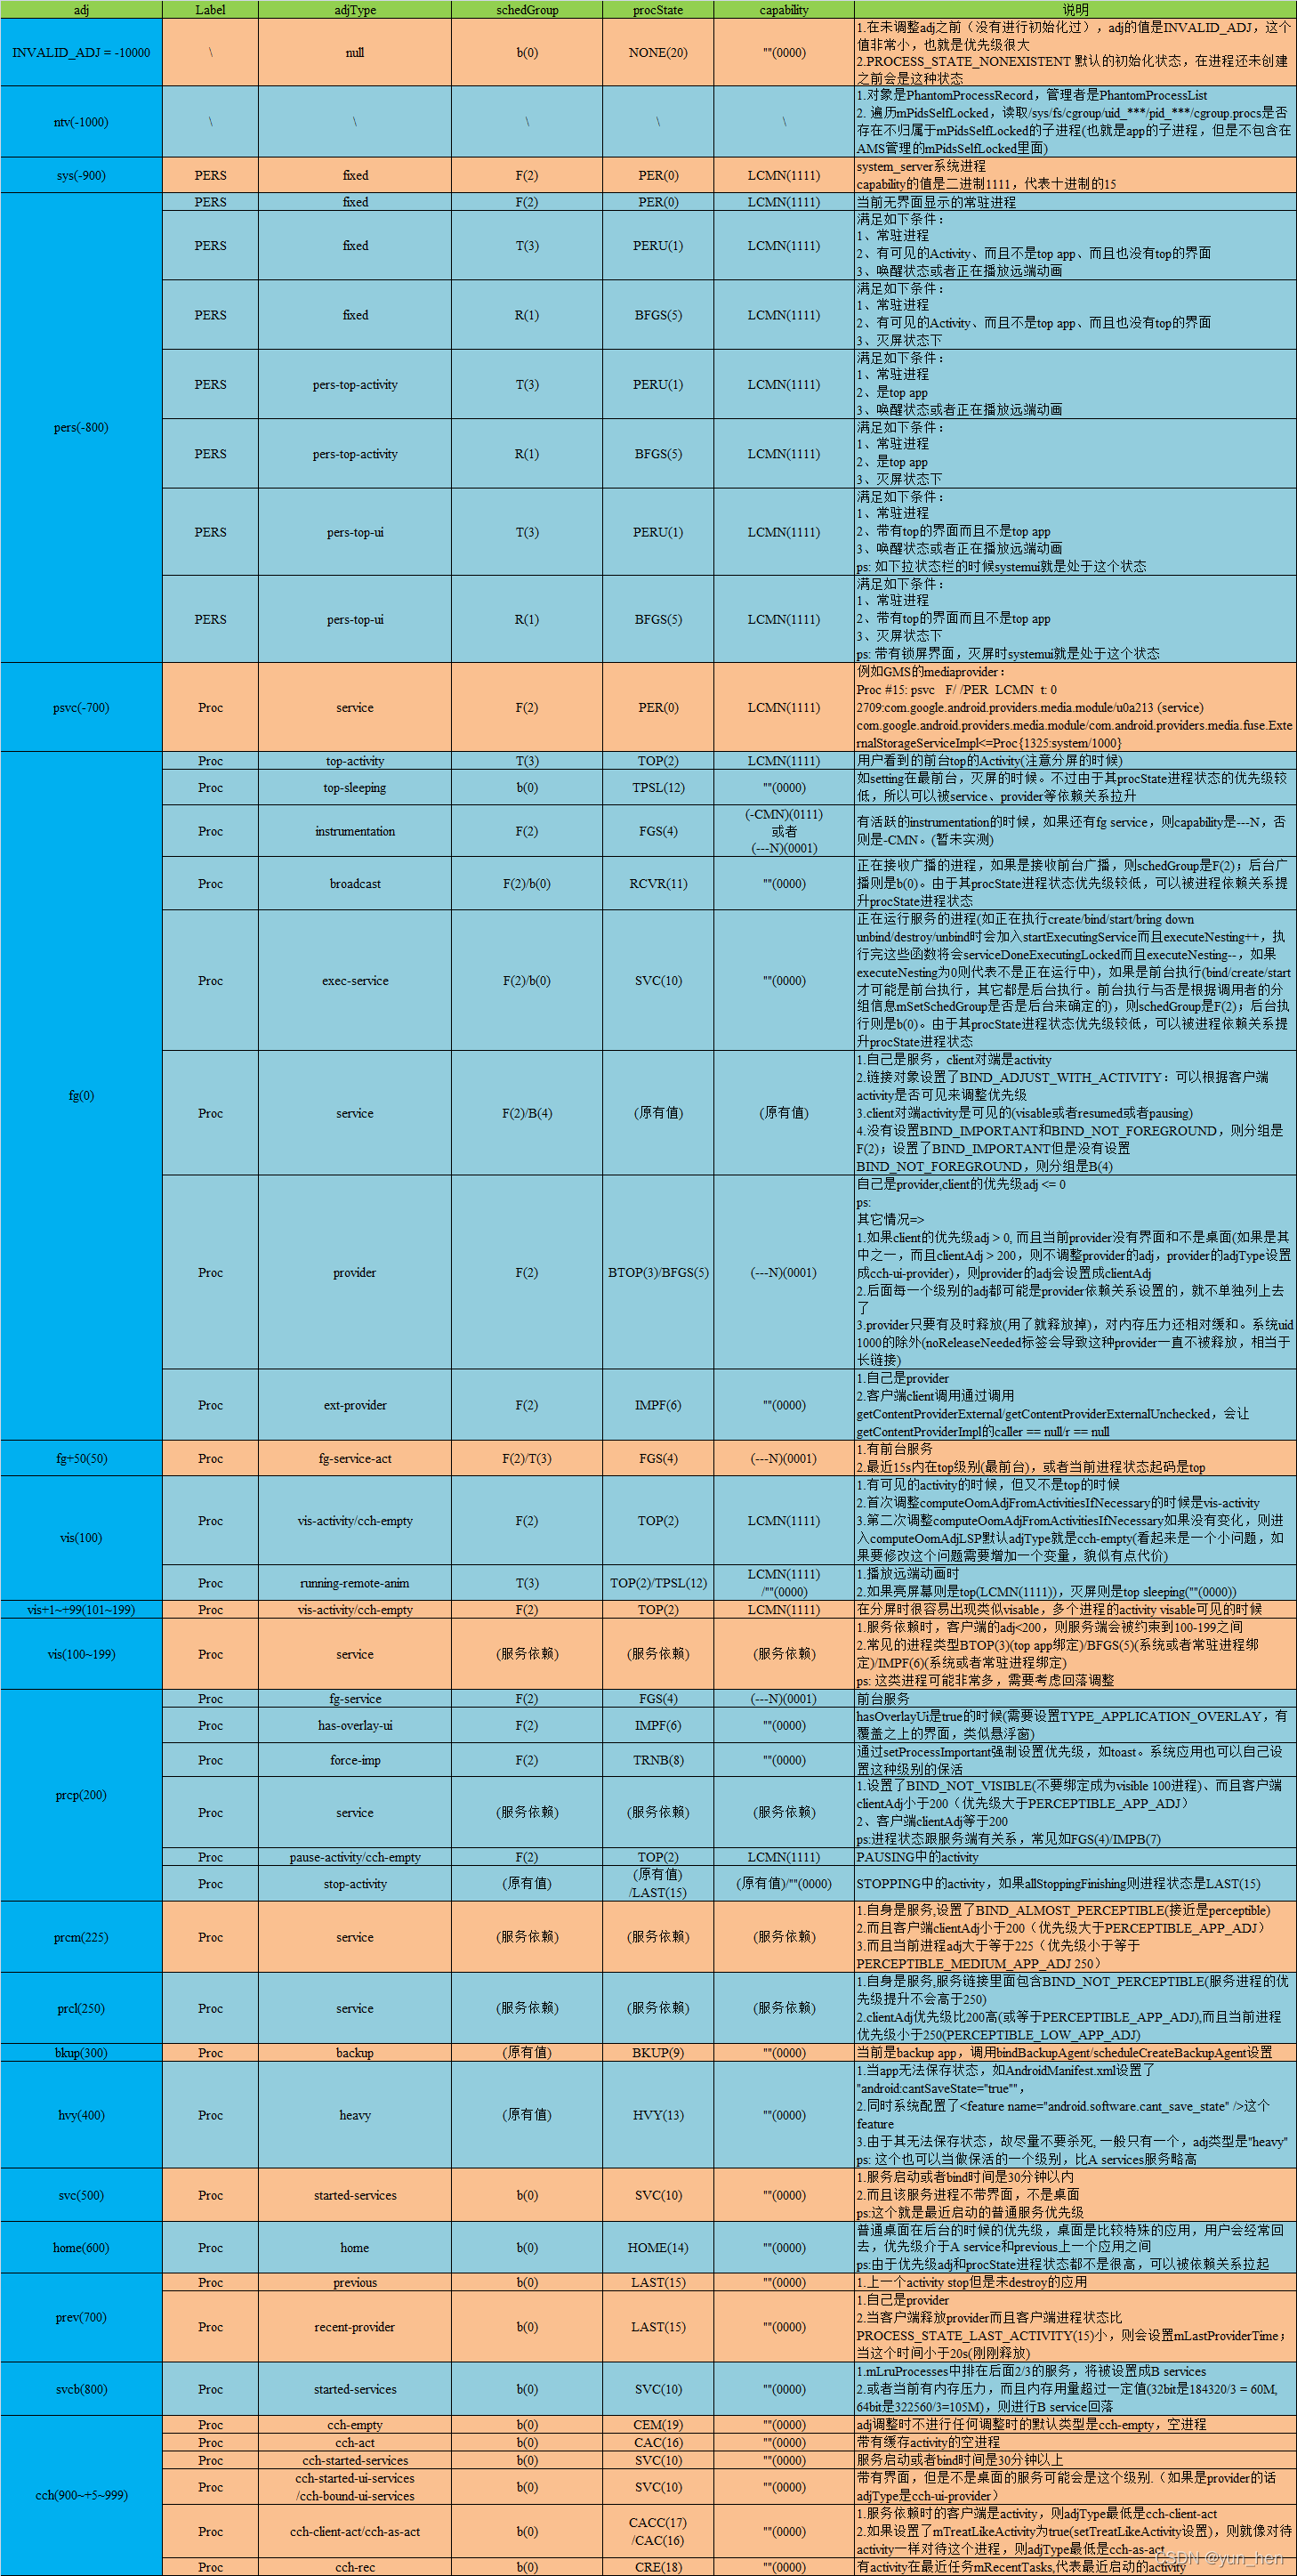 adj Label adjType schedGroup procState capability 说明
INVALID_ADJ = -10000 \ null b(0) NONE(20) ""(0000)
1.在未调整adj之前（没有进行初始化过），adj的值是INVALID_ADJ，这个
值非常小，也就是优先级很大
2.PROCESS_STATE_NONEXISTENT 默认的初始化状态，在进程还未创建
之前会是这种状态
ntv(-1000) \ \ \ \ \
1.对象是PhantomProcessRecord，管理者是PhantomProcessList
2. 遍历mPidsSelfLocked，读取/sys/fs/cgroup/uid_***/pid_***/cgroup.procs是否
存在不归属于mPidsSelfLocked的子进程(也就是app的子进程，但是不包含在
AMS管理的mPidsSelfLocked里面)
sys(-900) PERS fixed F(2) PER(0) LCMN(1111)
system_server系统进程
capability的值是二进制1111，代表十进制的15
pers(-800)
PERS fixed F(2) PER(0) LCMN(1111) 当前无界面显示的常驻进程
PERS fixed T(3) PERU(1) LCMN(1111)
满足如下条件：
1、常驻进程
2、有可见的Activity、而且不是top app、而且也没有top的界面
3、唤醒状态或者正在播放远端动画
PERS fixed R(1) BFGS(5) LCMN(1111)
满足如下条件：
1、常驻进程
2、有可见的Activity、而且不是top app、而且也没有top的界面
3、灭屏状态下
PERS pers-top-activity T(3) PERU(1) LCMN(1111)
满足如下条件：
1、常驻进程
2、是top app
3、唤醒状态或者正在播放远端动画
PERS pers-top-activity R(1) BFGS(5) LCMN(1111)
满足如下条件：
1、常驻进程
2、是top app
3、灭屏状态下
PERS pers-top-ui T(3) PERU(1) LCMN(1111)
满足如下条件：
1、常驻进程
2、带有top的界面而且不是top app
3、唤醒状态或者正在播放远端动画
ps: 如下拉状态栏的时候systemui就是处于这个状态
PERS pers-top-ui R(1) BFGS(5) LCMN(1111)
满足如下条件：
1、常驻进程
2、带有top的界面而且不是top app
3、灭屏状态下
ps: 带有锁屏界面，灭屏时systemui就是处于这个状态
psvc(-700) Proc service F(2) PER(0) LCMN(1111)
例如GMS的mediaprovider：
Proc #15: psvc F/ /PER LCMN t: 0
2709:com.google.android.providers.media.module/u0a213 (service)
com.google.android.providers.media.module/com.android.providers.media.fuse.Exte
rnalStorageServiceImpl<=Proc{1325:system/1000}
fg(0)
Proc top-activity T(3) TOP(2) LCMN(1111) 用户看到的前台top的Activity(注意分屏的时候)
Proc top-sleeping b(0) TPSL(12) ""(0000)
如setting在最前台，灭屏的时候。不过由于其procState进程状态的优先级较
低，所以可以被service、provider等依赖关系拉升
Proc instrumentation F(2) FGS(4)
(-CMN)(0111)
或者
(---N)(0001)
有活跃的instrumentation的时候，如果还有fg service，则capability是---N，否
则是-CMN。(暂未实测)
Proc broadcast F(2)/b(0) RCVR(11) ""(0000)
正在接收广播的进程，如果是接收前台广播，则schedGroup是F(2)；后台广
播则是b(0)。由于其procState进程状态优先级较低，可以被进程依赖关系提
升procState进程状态
Proc exec-service F(2)/b(0) SVC(10) ""(0000)
正在运行服务的进程(如正在执行create/bind/start/bring down
unbind/destroy/unbind时会加入startExecutingService而且executeNesting++，执
行完这些函数将会serviceDoneExecutingLocked而且executeNesting--，如果
executeNesting为0则代表不是正在运行中)，如果是前台执行(bind/create/start
才可能是前台执行，其它都是后台执行。前台执行与否是根据调用者的分
组信息mSetSchedGroup是否是后台来确定的)，则schedGroup是F(2)；后台执
行则是b(0)。由于其procState进程状态优先级较低，可以被进程依赖关系提
升procState进程状态
Proc service F(2)/B(4) (原有值) (原有值)
1.自己是服务，client对端是activity
2.链接对象设置了BIND_ADJUST_WITH_ACTIVITY：可以根据客户端
activity是否可见来调整优先级
3.client对端activity是可见的(visable或者resumed或者pausing)
4.没有设置BIND_IMPORTANT和BIND_NOT_FOREGROUND，则分组是
F(2)；设置了BIND_IMPORTANT但是没有设置
BIND_NOT_FOREGROUND，则分组是B(4)
Proc provider F(2) BTOP(3)/BFGS(5) (---N)(0001)
自己是provider,client的优先级adj <= 0
ps:
其它情况=>
1.如果client的优先级adj > 0, 而且当前provider没有界面和不是桌面(如果是其
中之一，而且clientAdj > 200，则不调整provider的adj，provider的adjType设置
成cch-ui-provider)，则provider的adj会设置成clientAdj
2.后面每一个级别的adj都可能是provider依赖关系设置的，就不单独列上去
了
3.provider只要有及时释放(用了就释放掉)，对内存压力还相对缓和。系统uid
1000的除外(noReleaseNeeded标签会导致这种provider一直不被释放，相当于
长链接)
Proc ext-provider F(2) IMPF(6) ""(0000)
1.自己是provider
2.客户端client调用通过调用
getContentProviderExternal/getContentProviderExternalUnchecked，会让
getContentProviderImpl的caller == null/r == null
fg+50(50) Proc fg-service-act F(2)/T(3) FGS(4) (---N)(0001)
1.有前台服务
2.最近15s内在top级别(最前台)，或者当前进程状态起码是top
vis(100)
Proc vis-activity/cch-empty F(2) TOP(2) LCMN(1111)
1.有可见的activity的时候，但又不是top的时候
2.首次调整computeOomAdjFromActivitiesIfNecessary的时候是vis-activity
3.第二次调整computeOomAdjFromActivitiesIfNecessary如果没有变化，则进
入computeOomAdjLSP默认adjType就是cch-empty(看起来是一个小问题，如
果要修改这个问题需要增加一个变量，貌似有点代价)
Proc running-remote-anim T(3) TOP(2)/TPSL(12)
LCMN(1111)
/""(0000)
1.播放远端动画时
2.如果亮屏幕则是top(LCMN(1111))，灭屏则是top sleeping(""(0000))
vis+1~+99(101~199) Proc vis-activity/cch-empty F(2) TOP(2) LCMN(1111) 在分屏时很容易出现类似visable，多个进程的activity visable可见的时候
vis(100~199) Proc service (服务依赖) (服务依赖) (服务依赖)
1.服务依赖时，客户端的adj<200，则服务端会被约束到100-199之间
2.常见的进程类型BTOP(3)(top app绑定)/BFGS(5)(系统或者常驻进程绑
定)/IMPF(6)(系统或者常驻进程绑定)
ps: 这类进程可能非常多，需要考虑回落调整
prcp(200)
Proc fg-service F(2) FGS(4) (---N)(0001) 前台服务
Proc has-overlay-ui F(2) IMPF(6) ""(0000)
hasOverlayUi是true的时候(需要设置TYPE_APPLICATION_OVERLAY，有
覆盖之上的界面，类似悬浮窗)
Proc force-imp F(2) TRNB(8) ""(0000)
通过setProcessImportant强制设置优先级，如toast。系统应用也可以自己设
置这种级别的保活
Proc service (服务依赖) (服务依赖) (服务依赖)
1.设置了BIND_NOT_VISIBLE(不要绑定成为visible 100进程)、而且客户端
clientAdj小于200（优先级大于PERCEPTIBLE_APP_ADJ）
2、客户端clientAdj等于200
ps:进程状态跟服务端有关系，常见如FGS(4)/IMPB(7)
Proc pause-activity/cch-empty F(2) TOP(2) LCMN(1111) PAUSING中的activity
Proc stop-activity (原有值)
(原有值)
/LAST(15)
(原有值)/""(0000) STOPPING中的activity，如果allStoppingFinishing则进程状态是LAST(15)
prcm(225) Proc service (服务依赖) (服务依赖) (服务依赖)
1.自身是服务,设置了BIND_ALMOST_PERCEPTIBLE(接近是perceptible)
2.而且客户端clientAdj小于200（优先级大于PERCEPTIBLE_APP_ADJ）
3.而且当前进程adj大于等于225（优先级小于等于
PERCEPTIBLE_MEDIUM_APP_ADJ 250）
prcl(250) Proc service (服务依赖) (服务依赖) (服务依赖)
1.自身是服务,服务链接里面包含BIND_NOT_PERCEPTIBLE(服务进程的优
先级提升不会高于250)
2.clientAdj优先级比200高(或等于PERCEPTIBLE_APP_ADJ),而且当前进程
优先级小于250(PERCEPTIBLE_LOW_APP_ADJ)
bkup(300) Proc backup (原有值) BKUP(9) ""(0000) 当前是backup app，调用bindBackupAgent/scheduleCreateBackupAgent设置
hvy(400) Proc heavy (原有值) HVY(13) ""(0000)
1.当app无法保存状态，如AndroidManifest.xml设置了
"android:cantSaveState="true""，
2.同时系统配置了<feature name="android.software.cant_save_state" />这个
feature
3.由于其无法保存状态，故尽量不要杀死, 一般只有一个，adj类型是"heavy"
ps: 这个也可以当做保活的一个级别，比A services服务略高
svc(500) Proc started-services b(0) SVC(10) ""(0000)
1.服务启动或者bind时间是30分钟以内
2.而且该服务进程不带界面，不是桌面
ps:这个就是最近启动的普通服务优先级
home(600) Proc home b(0) HOME(14) ""(0000)
普通桌面在后台的时候的优先级，桌面是比较特殊的应用，用户会经常回
去，优先级介于A service和previous上一个应用之间
ps:由于优先级adj和procState进程状态都不是很高，可以被依赖关系拉起
prev(700)
Proc previous b(0) LAST(15) ""(0000) 1.上一个activity stop但是未destroy的应用
Proc recent-provider b(0) LAST(15) ""(0000)
1.自己是provider
2.当客户端释放provider而且客户端进程状态比
PROCESS_STATE_LAST_ACTIVITY(15)小，则会设置mLastProviderTime；
当这个时间小于20s(刚刚释放)
svcb(800) Proc started-services b(0) SVC(10) ""(0000)
1.mLruProcesses中排在后面2/3的服务，将被设置成B services
2.或者当前有内存压力，而且内存用量超过一定值(32bit是184320/3 = 60M,
64bit是322560/3=105M)，则进行B service回落
cch(900~+5~999)
Proc cch-empty b(0) CEM(19) ""(0000) adj调整时不进行任何调整时的默认类型是cch-empty，空进程
Proc cch-act b(0) CAC(16) ""(0000) 带有缓存activity的空进程
Proc cch-started-services b(0) SVC(10) ""(0000) 服务启动或者bind时间是30分钟以上
Proc
cch-started-ui-services
/cch-bound-ui-services
b(0) SVC(10) ""(0000)
带有界面，但是不是桌面的服务可能会是这个级别.（如果是provider的话
adjType是cch-ui-provider）
Proc cch-client-act/cch-as-act b(0)
CACC(17)
/CAC(16)
""(0000)
1.服务依赖时的客户端是activity，则adjType最低是cch-client-act
2.如果设置了mTreatLikeActivity为true(setTreatLikeActivity设置)，则就像对待
activity一样对待这个进程，则adjType最低是cch-as-act
Proc cch-rec b(0) CRE(18) ""(0000) 有activity在最近任务mRecentTasks,代表最近启动的activity
CSDN @yun_hen